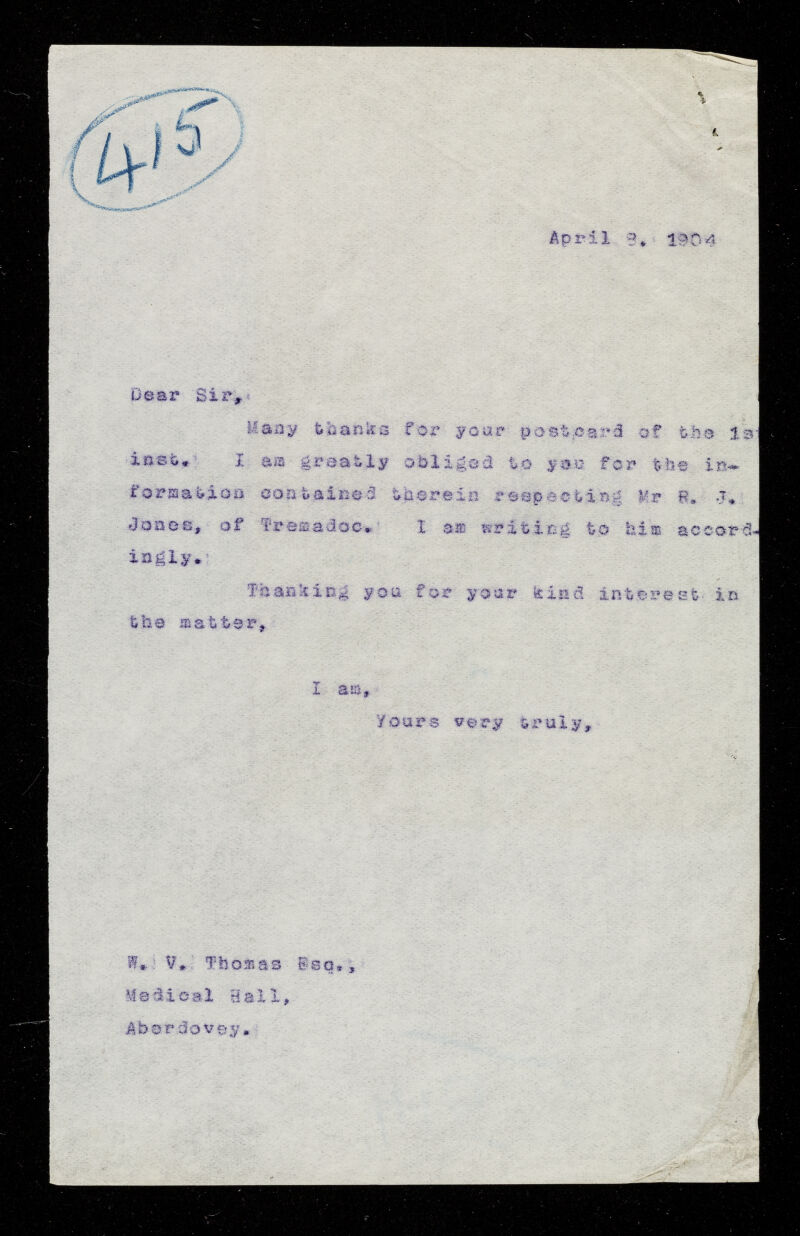 415
April 8. 1904
Dear Sir,
Many thanks for your postcard of the 1st
inst. I am greatly obliged to you for the in-
formation contained therein respecting Mr R. J.
Jones, of Tremadoc. I am writing to him accord-
ingly.
Thanking you for your kind interest in
the matter,
I am,
Yours very truly,
W. V. Thomas Esq.,
Medical Hall,
Aberdovey.